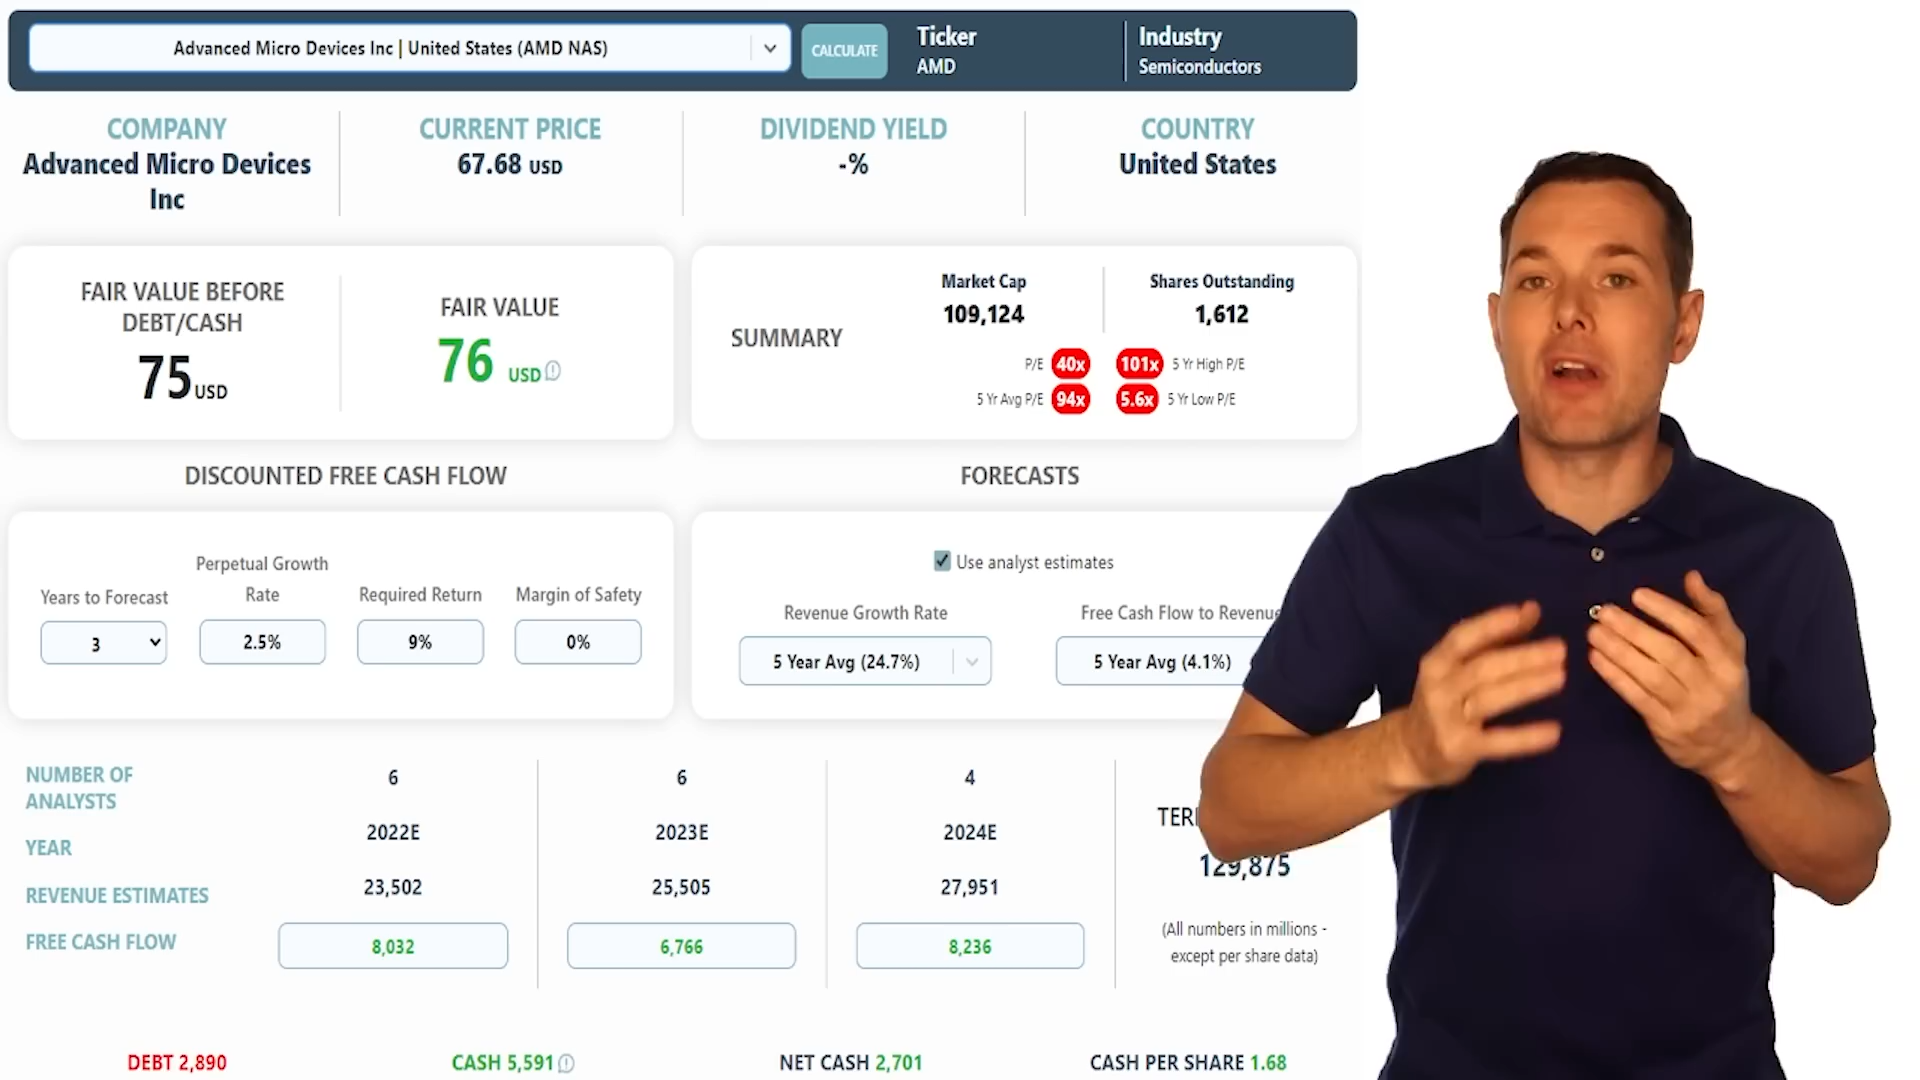 Advanced Micro Devices Inc | United States (AMD NAS)
CALCULATE
Ticker
AMD
Industry
Semiconductors
COMPANY
Advanced Micro Devices
Inc
CURRENT PRICE
67.68 USD
DIVIDEND YIELD
-%
COUNTRY
United States
FAIR VALUE BEFORE
DEBT/CASH
75 USD
FAIR VALUE
76 USD
SUMMARY
Market Cap
109,124
Shares Outstanding
1,612
P/E 40x 101x 5 Yr High P/E
5 Yr Avg P/E 94x 5.6x 5 Yr Low P/E
DISCOUNTED FREE CASH FLOW
FORECASTS
Years to Forecast
3
Perpetual Growth
Rate
2.5%
Required Return
9%
Margin of Safety
0%
Use analyst estimates
Revenue Growth Rate
5 Year Avg (24.7%)
Free Cash Flow to Revenue
5 Year Avg (4.1%)
NUMBER OF
ANALYSTS
6 6 4
YEAR
2022E 2023E 2024E
REVENUE ESTIMATES
23,502 25,505 27,951
FREE CASH FLOW
8,032 6,766 8,236
129,875
(All numbers in millions -
except per share data)
DEBT 2,890
CASH 5,591
NET CASH 2,701
CASH PER SHARE 1.68